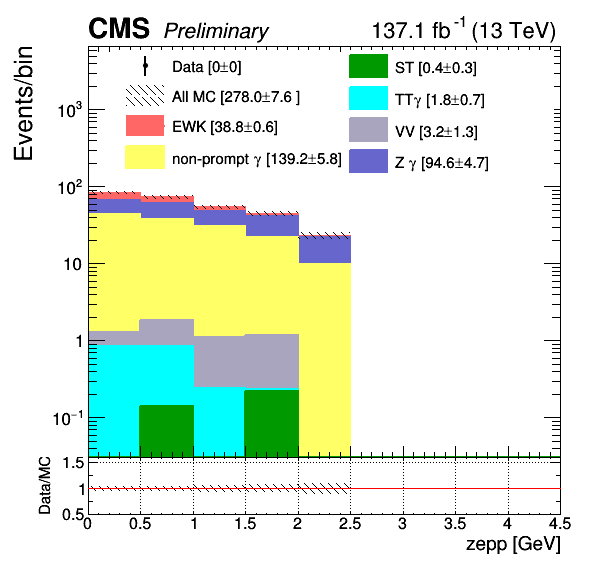 CMS Preliminary 137.1 fb⁻¹ (13 TeV)
Events/bin
Data [0±0]
All MC [278.0±7.6 ]
EWK [38.8±0.6]
non-prompt γ [139.2±5.8]
ST [0.4±0.3]
TTγ [1.8±0.7]
VV [3.2±1.3]
Z γ [94.6±4.7]
10³
10²
10
1
10⁻¹
Data/MC
1.5
1
0.5
0 0.5 1 1.5 2 2.5 3 3.5 4 4.5
zepp [GeV]